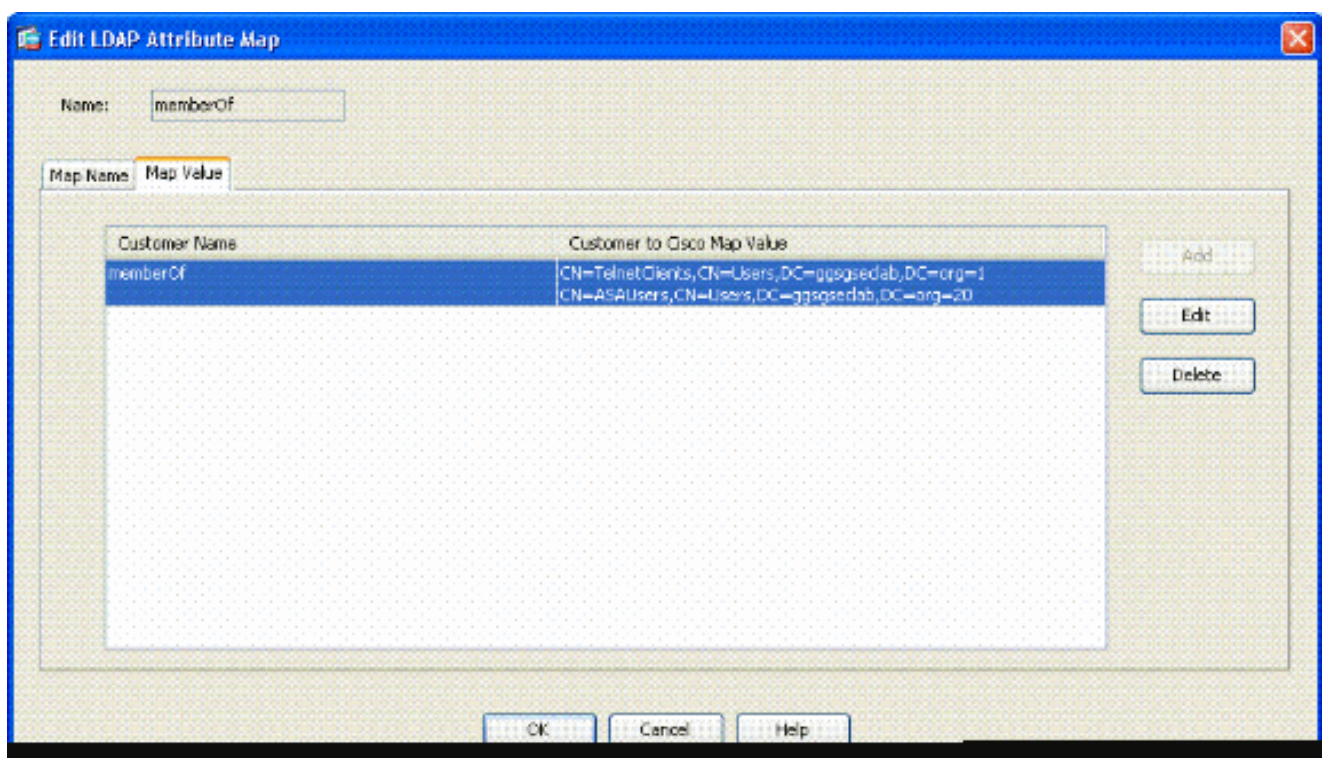 Edit LDAP Attribute Map
Name: memberOf
Map Name Map Value
Customer Name Customer to Cisco Map Value
memberOf CN=TelnetClients,CN=Users,DC=ggsgseclab,DC=org=1
CN=ASAUsers,CN=Users,DC=ggsgseclab,DC=org=20
Add
Edit
Delete
OK Cancel Help